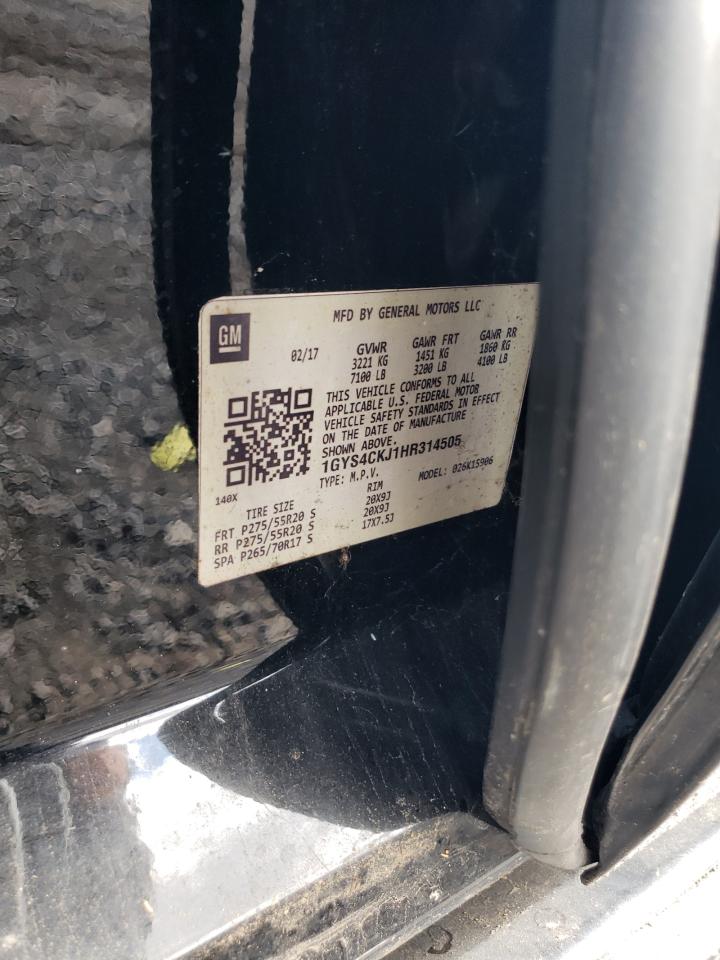 MFD BY GENERAL MOTORS LLC
GM
02/17 GVWR GAWR FRT GAWR RR
3221 KG 1451 KG 1860 KG
7100 LB 3200 LB 4100 LB
THIS VEHICLE CONFORMS TO ALL
APPLICABLE U.S. FEDERAL MOTOR
VEHICLE SAFETY STANDARDS IN EFFECT
ON THE DATE OF MANUFACTURE
SHOWN ABOVE.
1GYS4CKJ1HR314505
TYPE: M.P.V. MODEL: 026K15906
140X
TIRE SIZE RIM
FRT P275/55R20 S 20X9J
RR P275/55R20 S 20X9J
SPA P265/70R17 S 17X7.5J